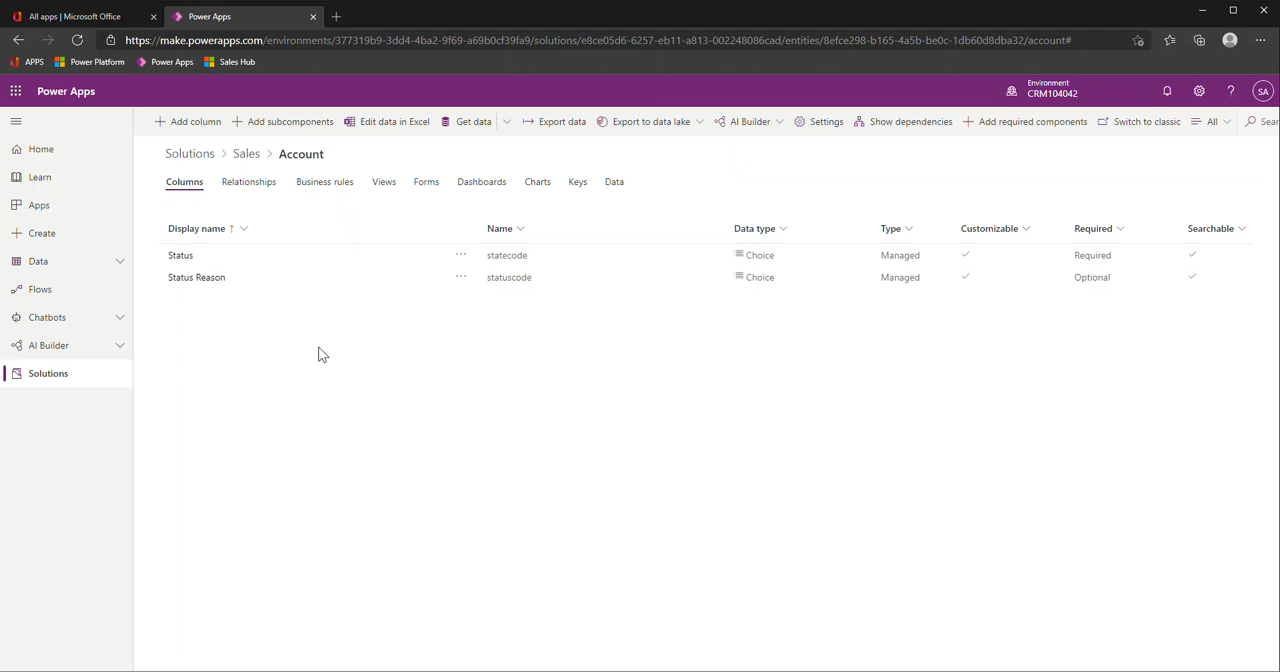 All apps | Microsoft Office
Power Apps
https://make.powerapps.com/environments/377319b9-3dd4-4ba2-9f69-a69b0cf39fa9/solutions/e8ce05d6-6257-eb11-a813-002248086cad/entities/8efce298-b165-4a5b-be0c-1db60d8dba32/account#
APPS Power Platform Power Apps Sales Hub
Power Apps
Environment
CRM104042
SA
Add column Add subcomponents Edit data in Excel Get data Export data Export to data lake AI Builder Settings Show dependencies Add required components Switch to classic All Sear
Home
Learn
Apps
Create
Data
Flows
Chatbots
AI Builder
Solutions
Solutions > Sales > Account
Columns Relationships Business rules Views Forms Dashboards Charts Keys Data
Display name ↑ Name Data type Type Customizable Required Searchable
Status ··· statecode Choice Managed ✓ Required ✓
Status Reason ··· statuscode Choice Managed ✓ Optional ✓